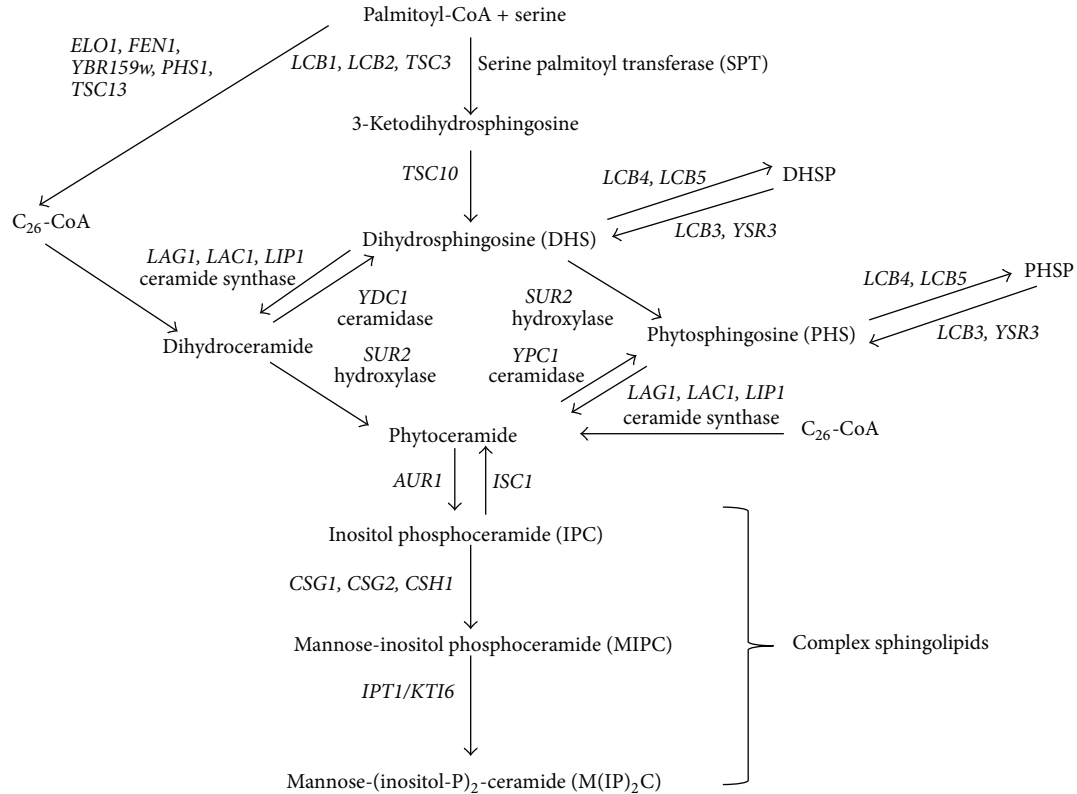 Palmitoyl-CoA + serine
ELO1, FEN1,
YBR159w, PHS1,
TSC13
LCB1, LCB2, TSC3
Serine palmitoyl transferase (SPT)
3-Ketodihydrosphingosine
TSC10
LCB4, LCB5
DHSP
LCB3, YSR3
C₂₆-CoA
Dihydrosphingosine (DHS)
LAG1, LAC1, LIP1
ceramide synthase
YDC1
ceramidase
SUR2
hydroxylase
LCB4, LCB5
PHSP
LCB3, YSR3
Phytosphingosine (PHS)
Dihydroceramide
SUR2
hydroxylase
YPC1
ceramidase
LAG1, LAC1, LIP1
ceramide synthase
C₂₆-CoA
Phytoceramide
AUR1
ISC1
Inositol phosphoceramide (IPC)
CSG1, CSG2, CSH1
Mannose-inositol phosphoceramide (MIPC)
Complex sphingolipids
IPT1/KTI6
Mannose-(inositol-P)₂-ceramide (M(IP)₂C)